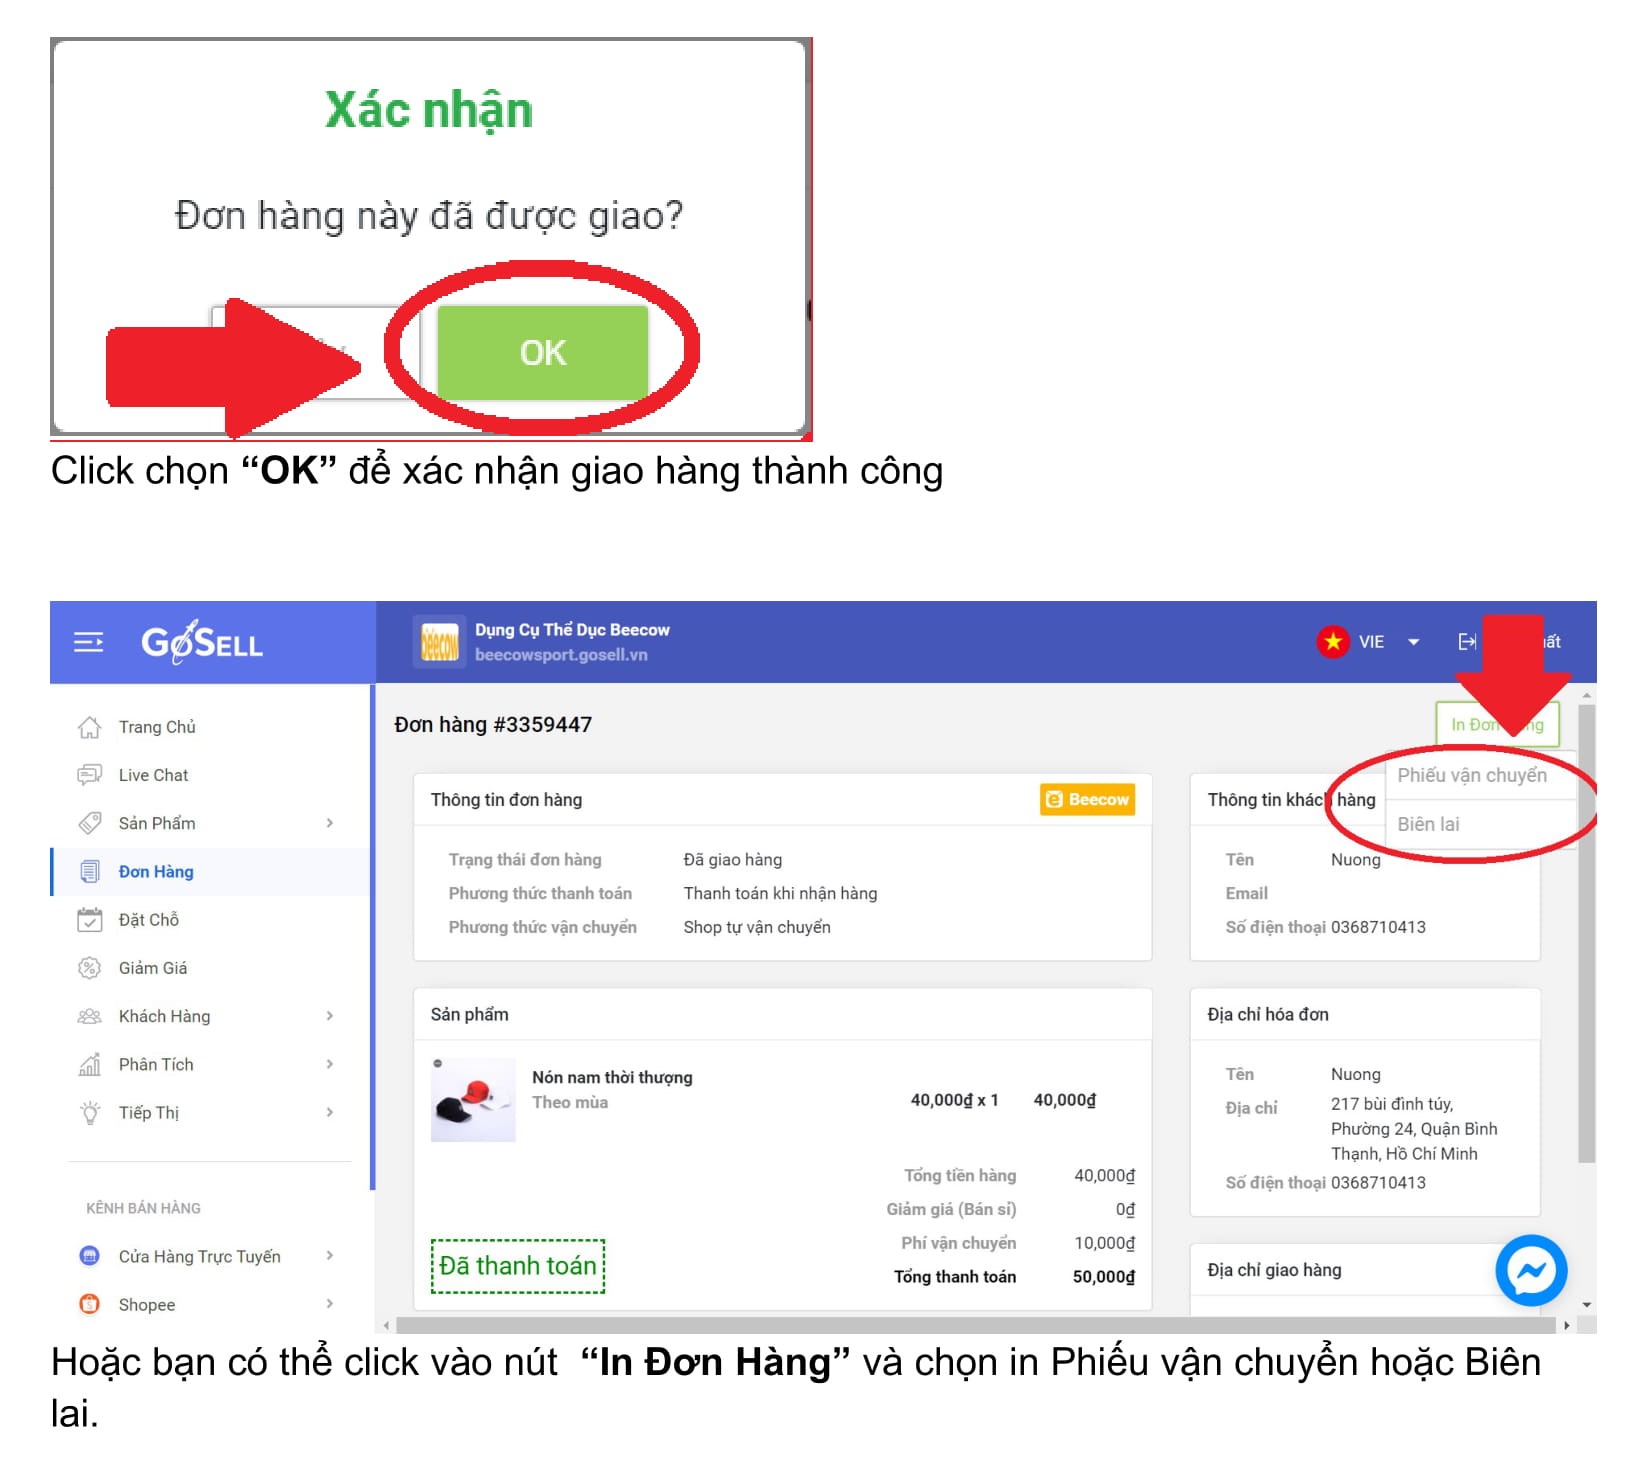 Xác nhận
Đơn hàng này đã được giao?
OK
Click chọn “OK” để xác nhận giao hàng thành công
GoSELL
Dụng Cụ Thể Dục Beecow
beecowsport.gosell.vn
VIE
Đơn hàng #3359447
In
Phiếu vận chuyển
Biên lai
Trang Chủ
Live Chat
Sản Phẩm
Đơn Hàng
Đặt Chỗ
Giảm Giá
Khách Hàng
Phân Tích
Tiếp Thị
KÊNH BÁN HÀNG
Cửa Hàng Trực Tuyến
Shopee
Thông tin đơn hàng
Beecow
Trạng thái đơn hàng Đã giao hàng
Phương thức thanh toán Thanh toán khi nhận hàng
Phương thức vận chuyển Shop tự vận chuyển
Thông tin khách hàng
Tên Nuong
Email
Số điện thoại 0368710413
Sản phẩm
Nón nam thời thượng
Theo mùa
40,000₫ x 1 40,000₫
Tổng tiền hàng 40,000₫
Giảm giá (Bán sỉ) 0₫
Phí vận chuyển 10,000₫
Tổng thanh toán 50,000₫
Đã thanh toán
Địa chỉ hóa đơn
Tên Nuong
Địa chỉ 217 bùi đình túy,
Phường 24, Quận Bình
Thạnh, Hồ Chí Minh
Số điện thoại 0368710413
Địa chỉ giao hàng
Hoặc bạn có thể click vào nút “In Đơn Hàng” và chọn in Phiếu vận chuyển hoặc Biên
lai.